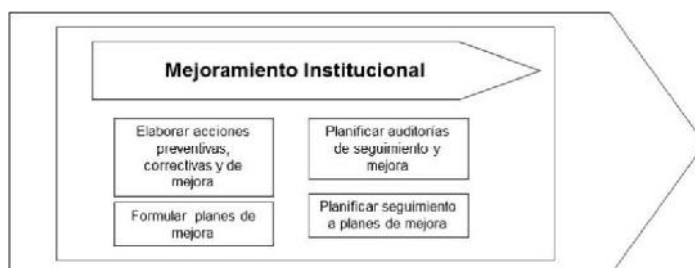 Mejoramiento Institucional
Elaborar acciones
preventivas,
correctivas y de
mejora
Formular planes de
mejora
Planificar auditorías
de seguimiento y
mejora
Planificar seguimiento
a planes de mejora